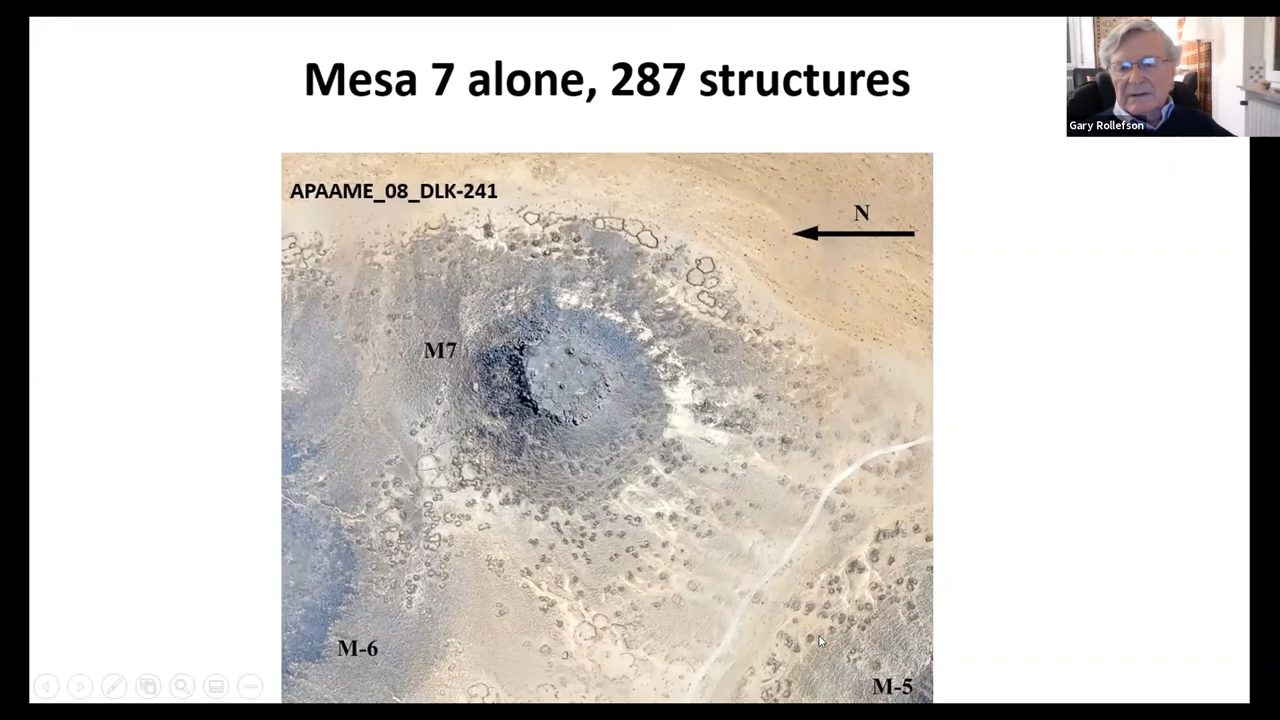 Mesa 7 alone, 287 structures
Gary Rollefson
APAAME_08_DLK-241
N
M7
M-6
M-5